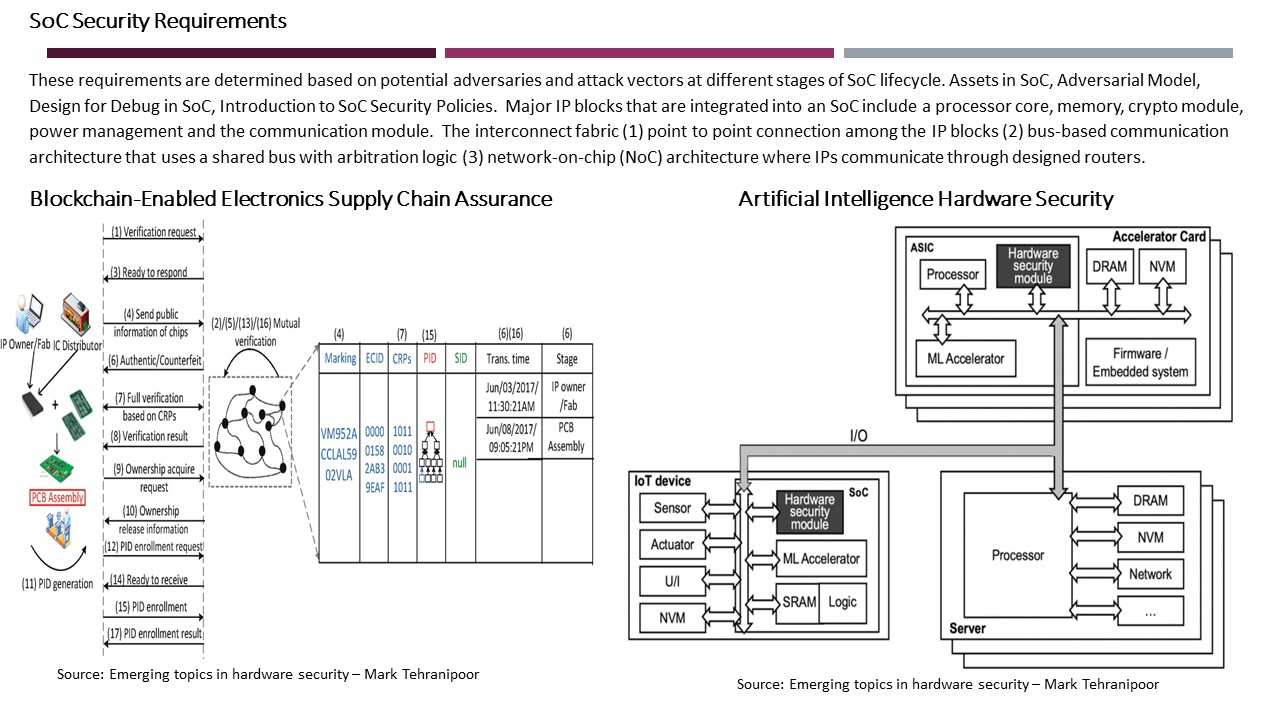 SoC Security Requirements
These requirements are determined based on potential adversaries and attack vectors at different stages of SoC lifecycle. Assets in SoC, Adversarial Model,
Design for Debug in SoC, Introduction to SoC Security Policies.  Major IP blocks that are integrated into an SoC include a processor core, memory, crypto module,
power management and the communication module.  The interconnect fabric (1) point to point connection among the IP blocks (2) bus-based communication
architecture that uses a shared bus with arbitration logic (3) network-on-chip (NoC) architecture where IPs communicate through designed routers.
Blockchain-Enabled Electronics Supply Chain Assurance
(1) Verification request
(3) Ready to respond
(4) Send public
information of chips
(6) Authentic/Counterfeit
(7) Full verification
based on CRPs
(8) Verification result
(9) Ownership acquire
request
(10) Ownership
release information
(12) PID enrollment request
(14) Ready to receive
(15) PID enrollment
(17) PID enrollment result
IP Owner/Fab IC Distributor
+
PCB Assembly
(11) PID generation
(2)/(5)/(13)/(16) Mutual
verification
(4) (7) (15) (6)(16) (6)
Marking ECID CRPs PID SID Trans. time Stage
VM952A
CCLAL59
02VLA
0000
0158
2AB3
9EAF
1011
0010
0001
1011
null
Jun/03/2017/
11:30:21AM
IP owner
/Fab
Jun/08/2017/
09:05:21PM
PCB
Assembly
Source: Emerging topics in hardware security – Mark Tehranipoor
Artificial Intelligence Hardware Security
Accelerator Card
ASIC
Processor
Hardware
security
module
DRAM
NVM
ML Accelerator
Firmware /
Embedded system
I/O
IoT device
SoC
Sensor
Actuator
U/I
NVM
Hardware
security
module
ML Accelerator
SRAM
Logic
Processor
DRAM
NVM
Network
...
Server
Source: Emerging topics in hardware security – Mark Tehranipoor